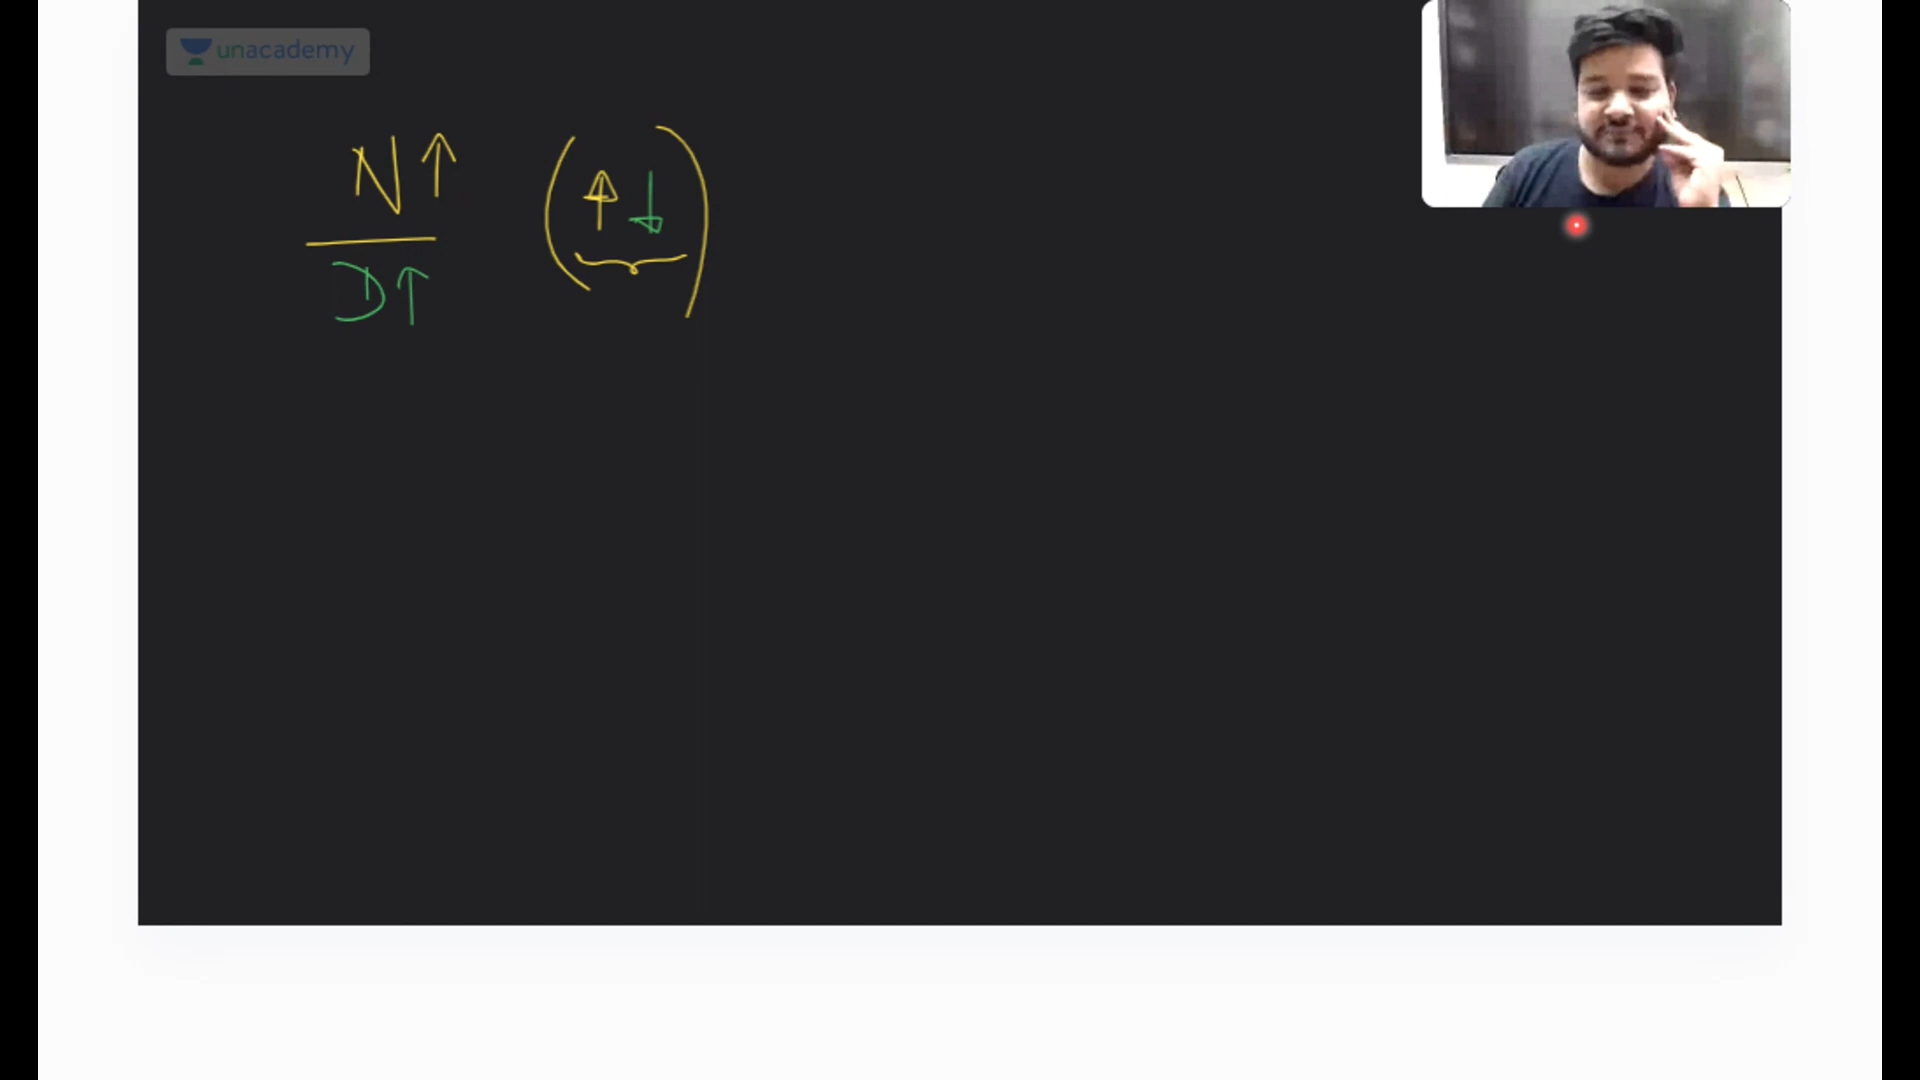 unacademy
N↑ (↑↓)
D↑